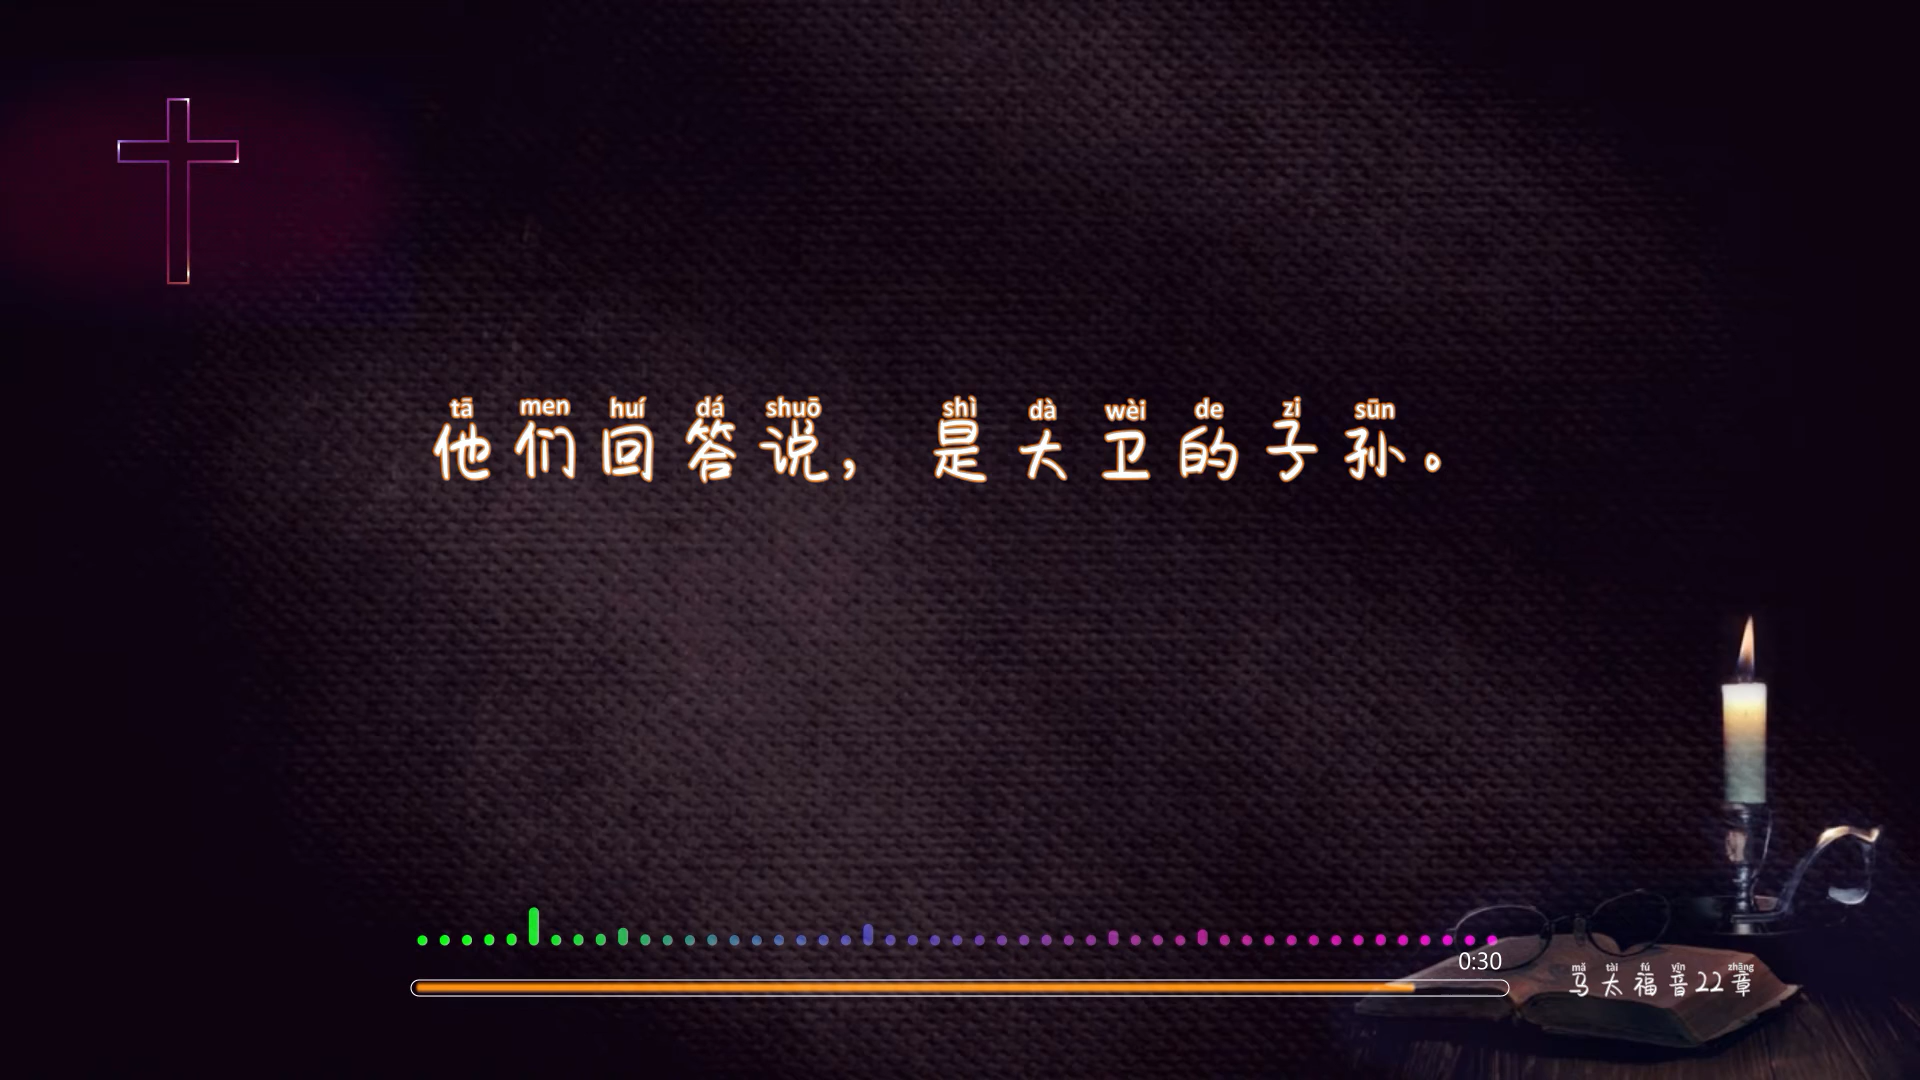 tā men huí dá shuō shì dà wèi de zi sūn
他们回答说，是大卫的子孙。
0:30
mǎ tài fú yīn zhāng
马太福音22章